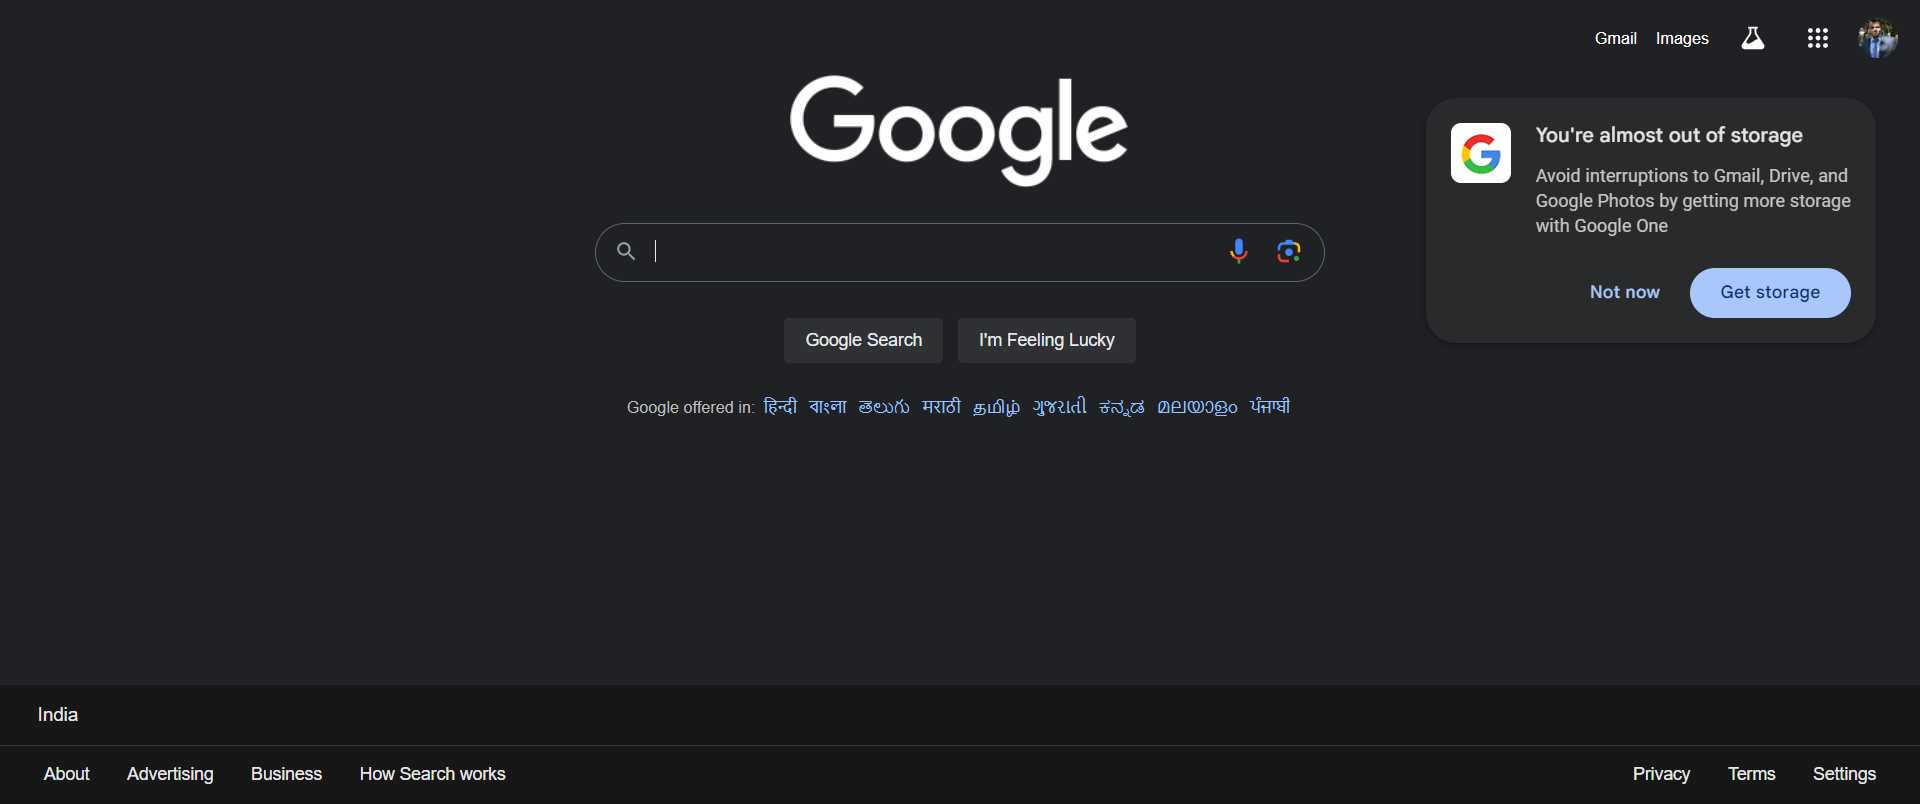 Gmail Images
Google
You're almost out of storage
Avoid interruptions to Gmail, Drive, and
Google Photos by getting more storage
with Google One
Not now Get storage
Google Search I'm Feeling Lucky
Google offered in: हिन्दी বাংলা తెలుగు मराठी தமிழ் ગુજરાતી ಕನ್ನಡ മലയാളം ਪੰਜਾਬੀ
India
About Advertising Business How Search works Privacy Terms Settings